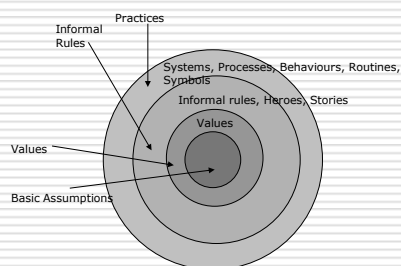 Practices
Informal
Rules
Systems, Processes, Behaviours, Routines,
Symbols
Informal rules, Heroes, Stories
Values
Values
Basic Assumptions